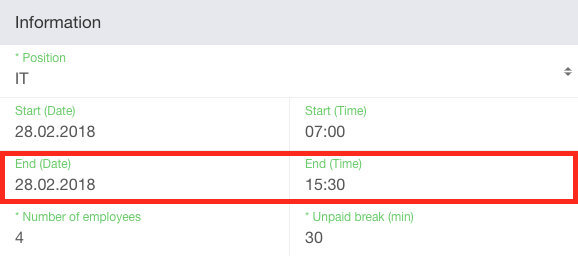 Information
* Position
IT
Start (Date) Start (Time)
28.02.2018 07:00
End (Date) End (Time)
28.02.2018 15:30
* Number of employees * Unpaid break (min)
4 30